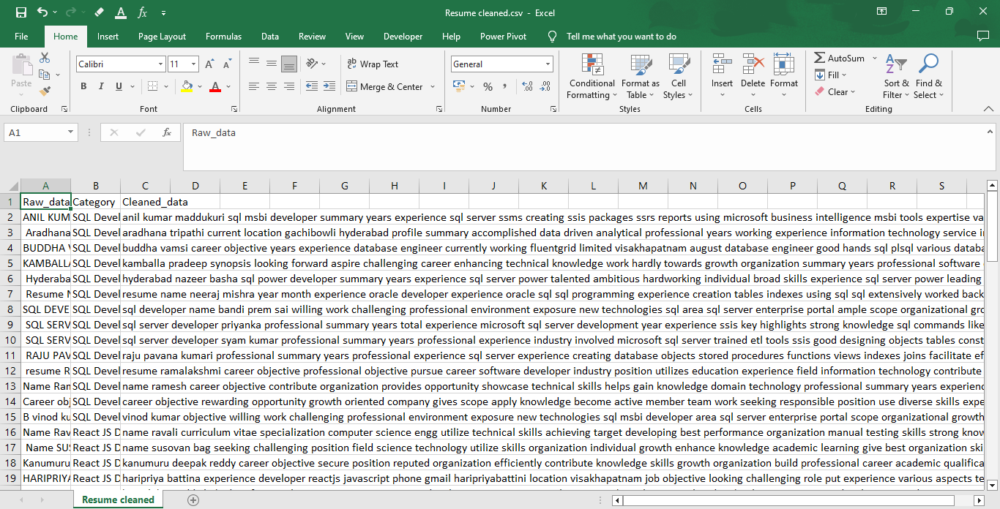 Resume cleaned.csv - Excel
File Home Insert Page Layout Formulas Data Review View Developer Help Power Pivot Tell me what you want to do
Paste
Clipboard
Calibri 11
B I U
Font
Wrap Text
Merge & Center
Alignment
General
%
Number
Conditional Formatting
Format as Table
Cell Styles
Styles
Insert Delete Format
Cells
AutoSum
Fill
Clear
Sort & Filter
Find & Select
Editing
A1 fx Raw_data
A B C D E F G H I J K L M N O P Q R S
1 Raw_data Category Cleaned_data
2 ANIL KUM SQL Devel anil kumar maddukuri sql msbi developer summary years experience sql server ssms creating ssis packages ssrs reports using microsoft business intelligence msbi tools expertise va
3 Aradhana SQL Devel aradhana tripathi current location gachibowli hyderabad profile summary accomplished data driven analytical professional years working experience information technology service i
4 BUDDHA SQL Devel buddha vamsi career objective years experience database engineer currently working fluentgrid limited visakhapatnam august database engineer good hands sql plsql various databa
5 KAMBALL SQL Devel kamballa pradeep synopsis looking forward aspire challenging career enhancing technical knowledge work hardly towards growth organization summary years professional software
6 Hyderaba SQL Devel hyderabad nazeer basha sql power developer summary years experience sql server power talented ambitious hardworking individual broad skills experience sql server power leading
7 Resume SQL Devel resume name neeraj mishra year month experience oracle developer experience oracle sql sql programming experience creation tables indexes using sql sql extensively worked back
8 SQL DEVE SQL Devel sql developer name bandi prem sai willing work challenging professional environment exposure new technologies sql area sql server enterprise portal ample scope organizational gro
9 SQL SERV SQL Devel sql server developer priyanka professional summary years total experience microsoft sql server development year experience ssis key highlights strong knowledge sql commands like
10 SQL SERV SQL Devel sql server developer syam kumar professional summary years professional experience industry involved microsoft sql server trained etl tools ssis good designing objects tables const
11 RAJU PAV SQL Devel raju pavana kumari professional summary years professional experience sql server experience creating database objects stored procedures functions views indexes joins facilitate ef
12 resume R SQL Devel resume ramalakshmi career objective professional objective pursue career software developer industry position utilizes education experience field information technology contribute
13 Name Ram SQL Devel name ramesh career objective contribute organization provides opportunity showcase technical skills helps gain knowledge domain technology professional summary years experienc
14 Career obj SQL Devel career objective rewarding opportunity growth oriented company gives scope apply knowledge become active member team work seeking responsible position use diverse skills expe
15 B vinod ku SQL Devel vinod kumar objective willing work challenging professional environment exposure new technologies sql msbi developer area sql server enterprise portal scope organizational growth
16 Name Rav React JS D name ravali curriculum vitae specialization computer science engg utilize technical skills achieving target developing best performance organization manual testing skills strong know
17 Name SUS React JS D name susovan bag seeking challenging position field science technology utilize skills organization individual growth enhance knowledge academic learning give best organization ski
18 Kanumuru React JS D kanumuru deepak reddy career objective secure position reputed organization efficiently contribute knowledge skills growth organization build professional career academic qualifica
19 HARIPRIYA React JS D haripriya battina experience developer reactjs javascript phone gmail haripriyabattini location visakhapatnam job objective looking challenging role put experience various aspects te
Resume cleaned